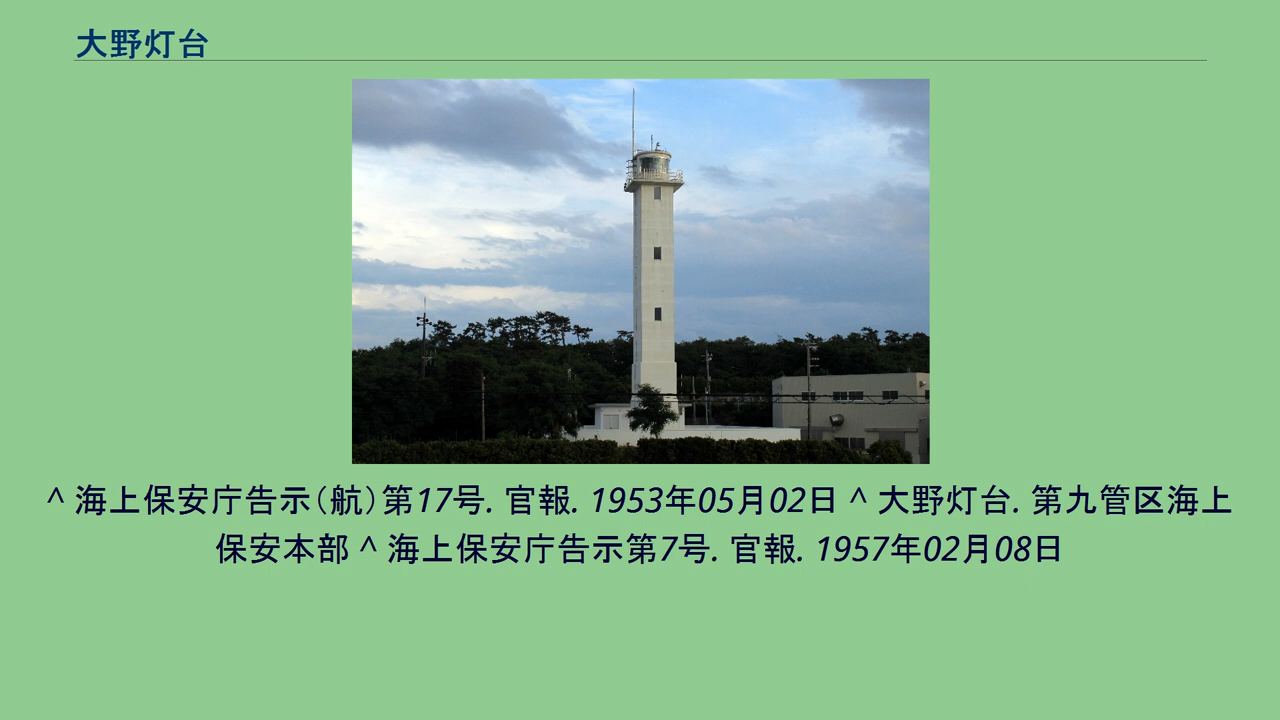 大野灯台
^ 海上保安庁告示（航）第17号. 官報. 1953年05月02日 ^ 大野灯台. 第九管区海上
保安本部 ^ 海上保安庁告示第7号. 官報. 1957年02月08日